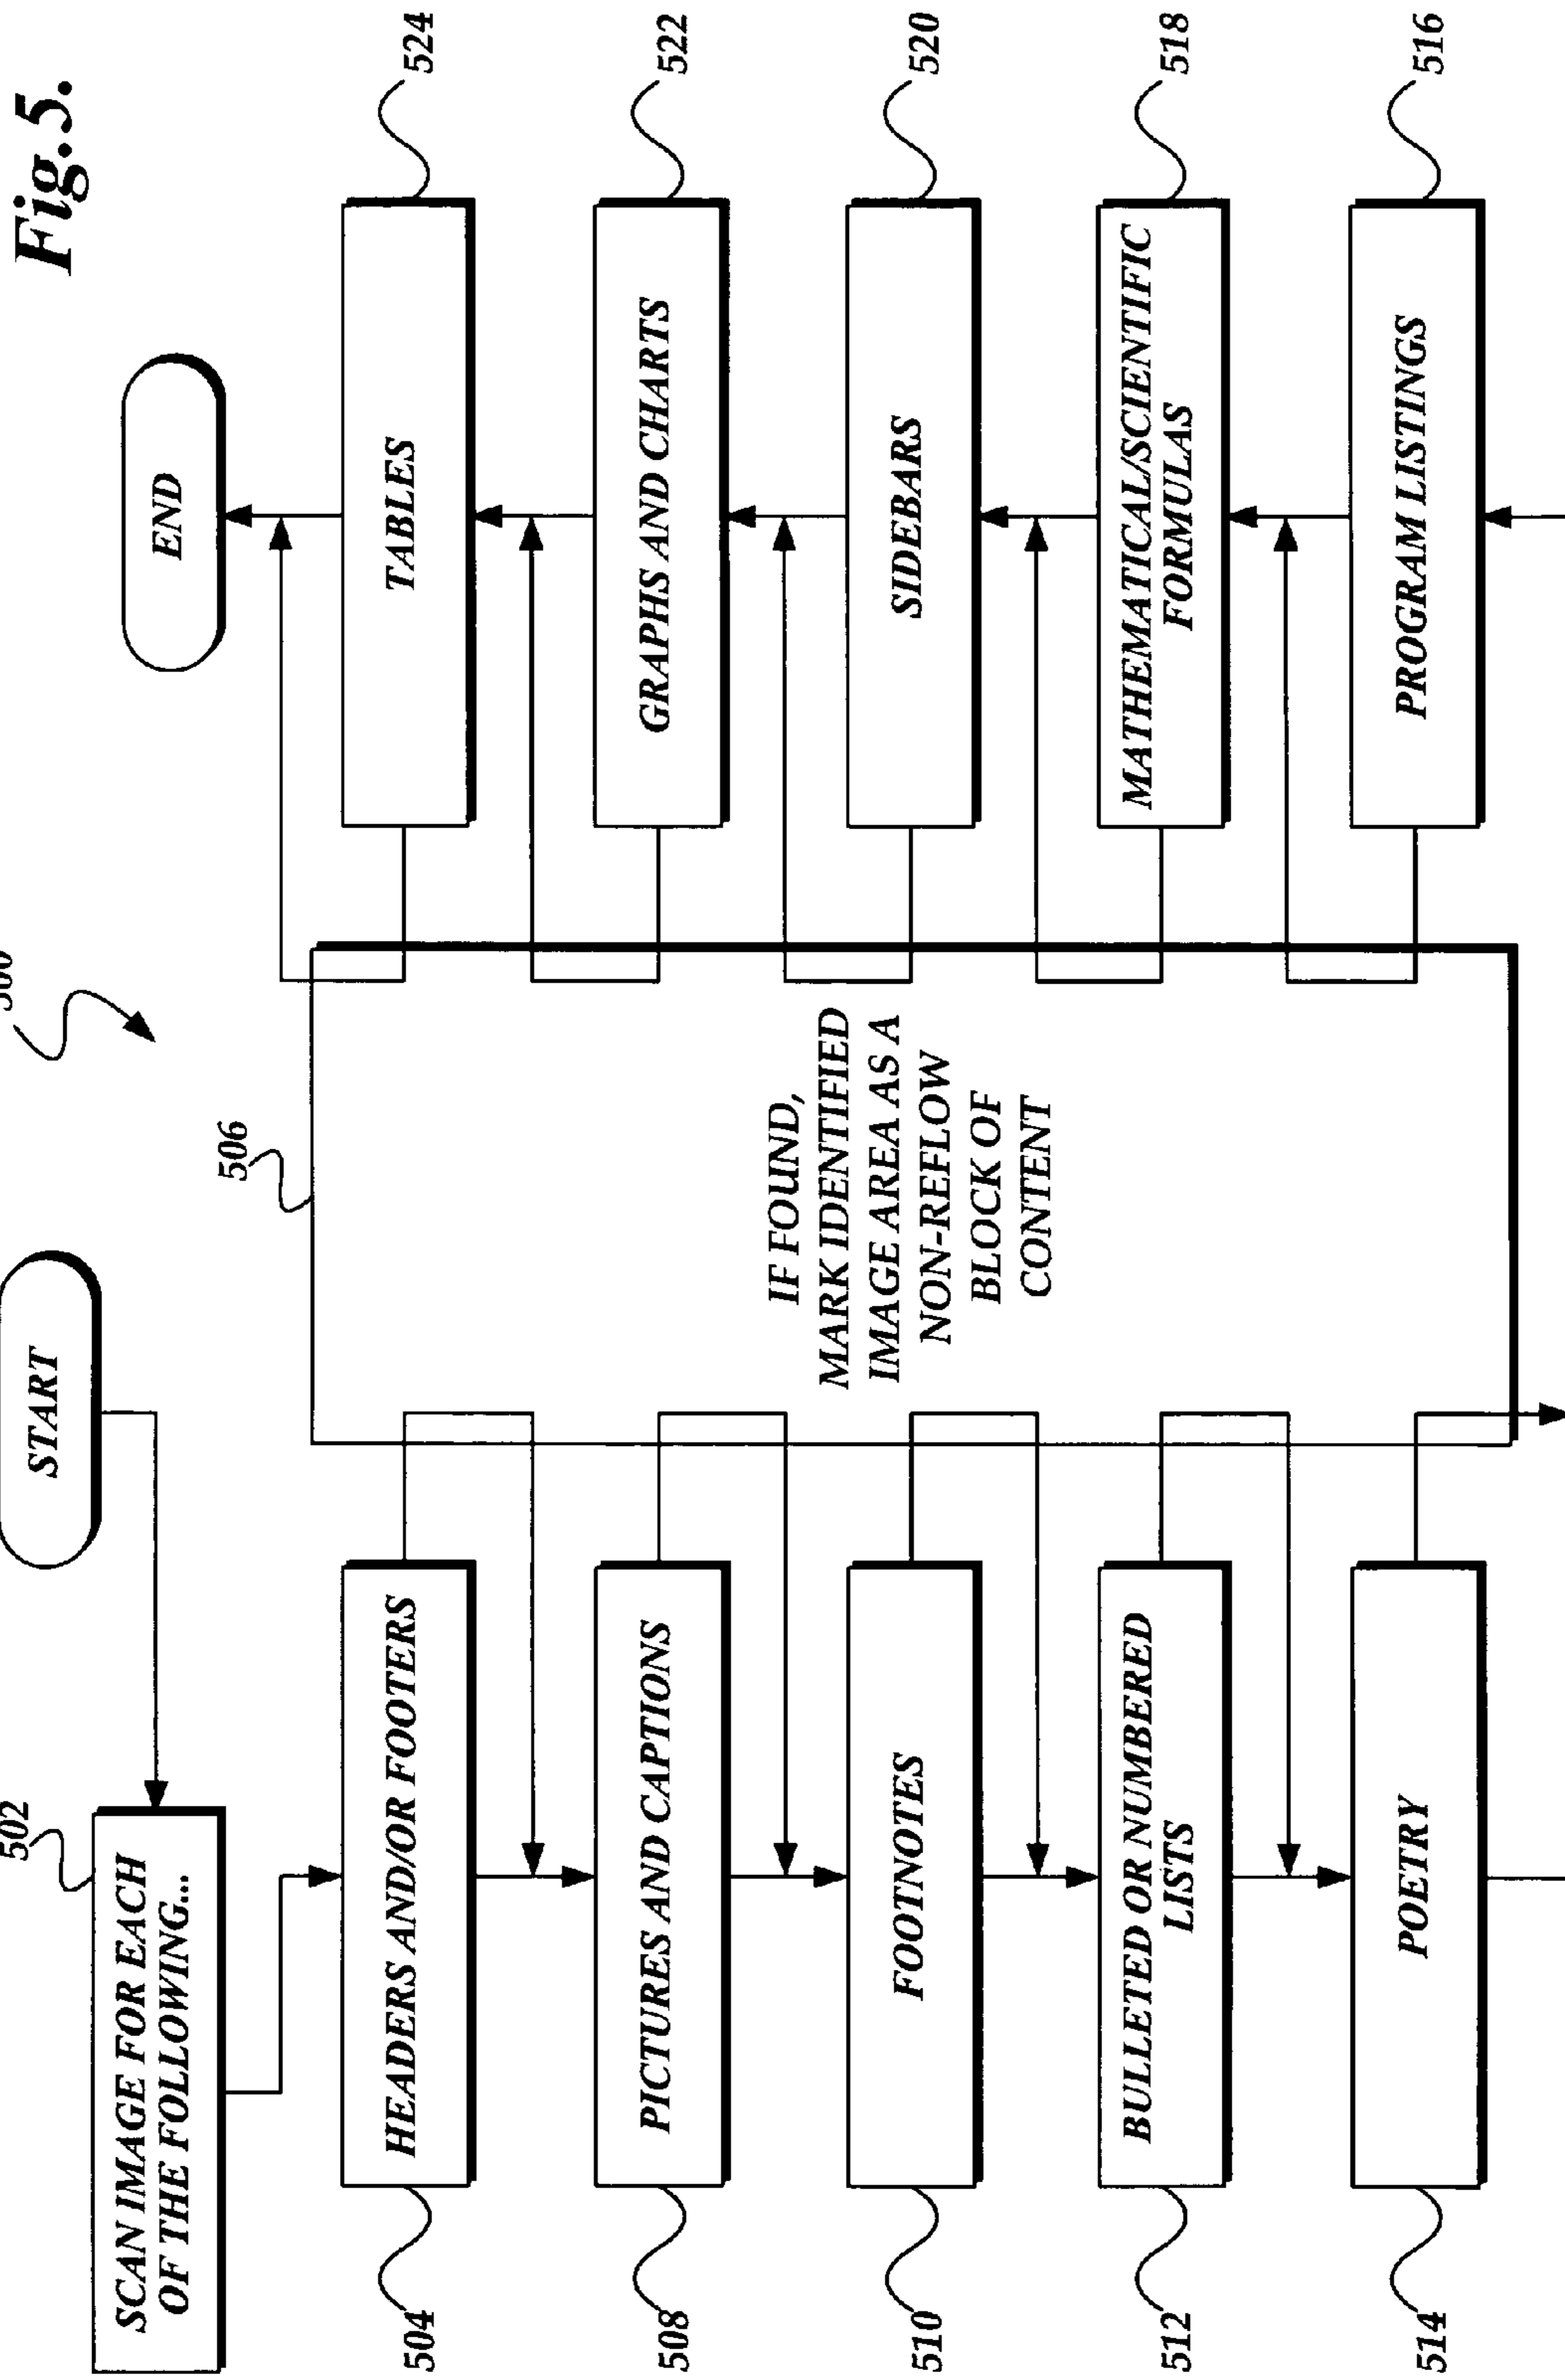 Fig.5.
START
502
SCAN IMAGE FOR EACH
OF THE FOLLOWING...
END
506
504
HEADERS AND/OR FOOTERS
TABLES
524
508
PICTURES AND CAPTIONS
GRAPHS AND CHARTS
522
IF FOUND,
MARK IDENTIFIED
IMAGE AREA AS A
NON-REFLOW
BLOCK OF
CONTENT
510
FOOTNOTES
SIDEBARS
520
512
BULLETED OR NUMBERED
LISTS
MATHEMATICAL/SCIENTIFIC
FORMULAS
518
514
POETRY
PROGRAM LISTINGS
516